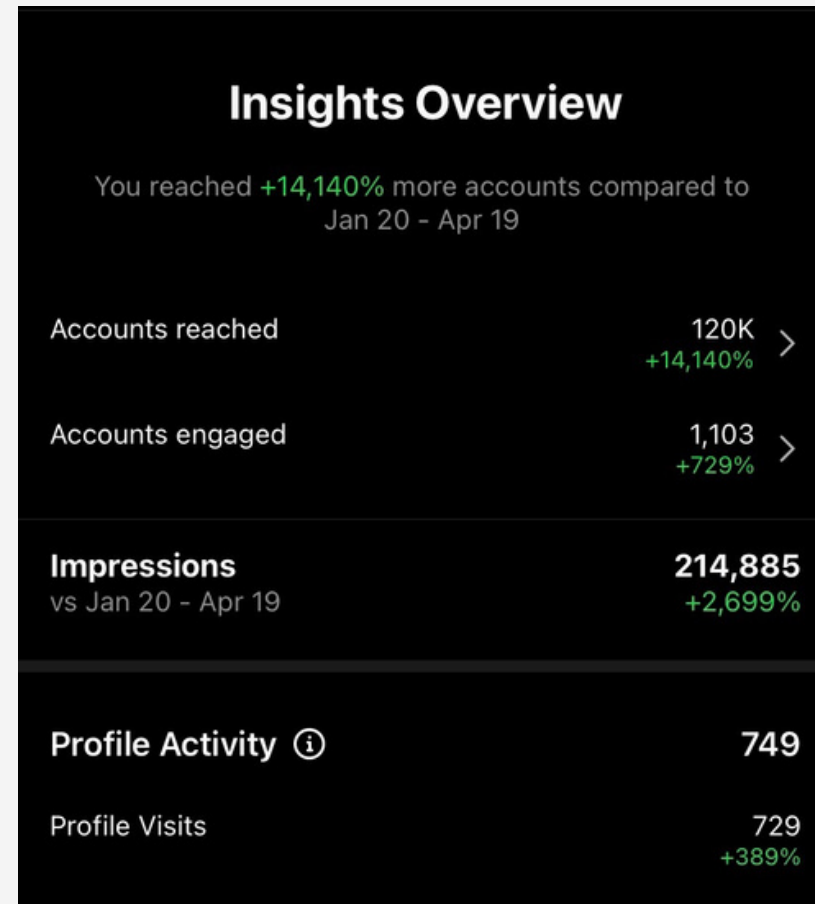 Insights Overview
You reached +14,140% more accounts compared to
Jan 20 - Apr 19
Accounts reached
120K
+14,140%
Accounts engaged
1,103
+729%
Impressions
214,885
vs Jan 20 - Apr 19
+2,699%
Profile Activity
749
Profile Visits
729
+389%